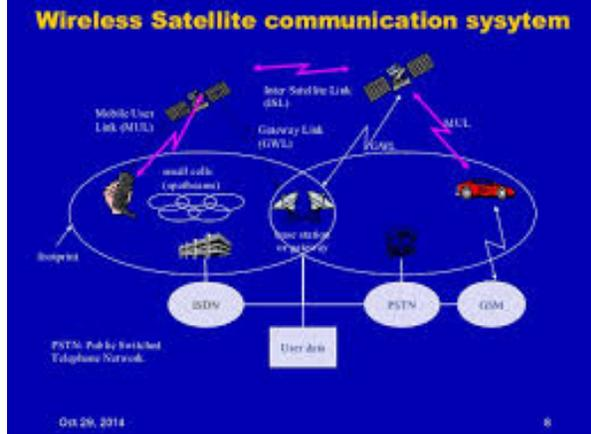 Wireless Satellite communication sysytem
Inter Satellite Link
(ISL)
Mobile User
Link (MUL)
Gateway Link
(GWL)
MUL
GWL
small cells
(spotbeams)
base station
or gateway
footprint
ISDN
PSTN
GSM
User data
PSTN: Public Switched
Telephone Network
Oct 29, 2014
8